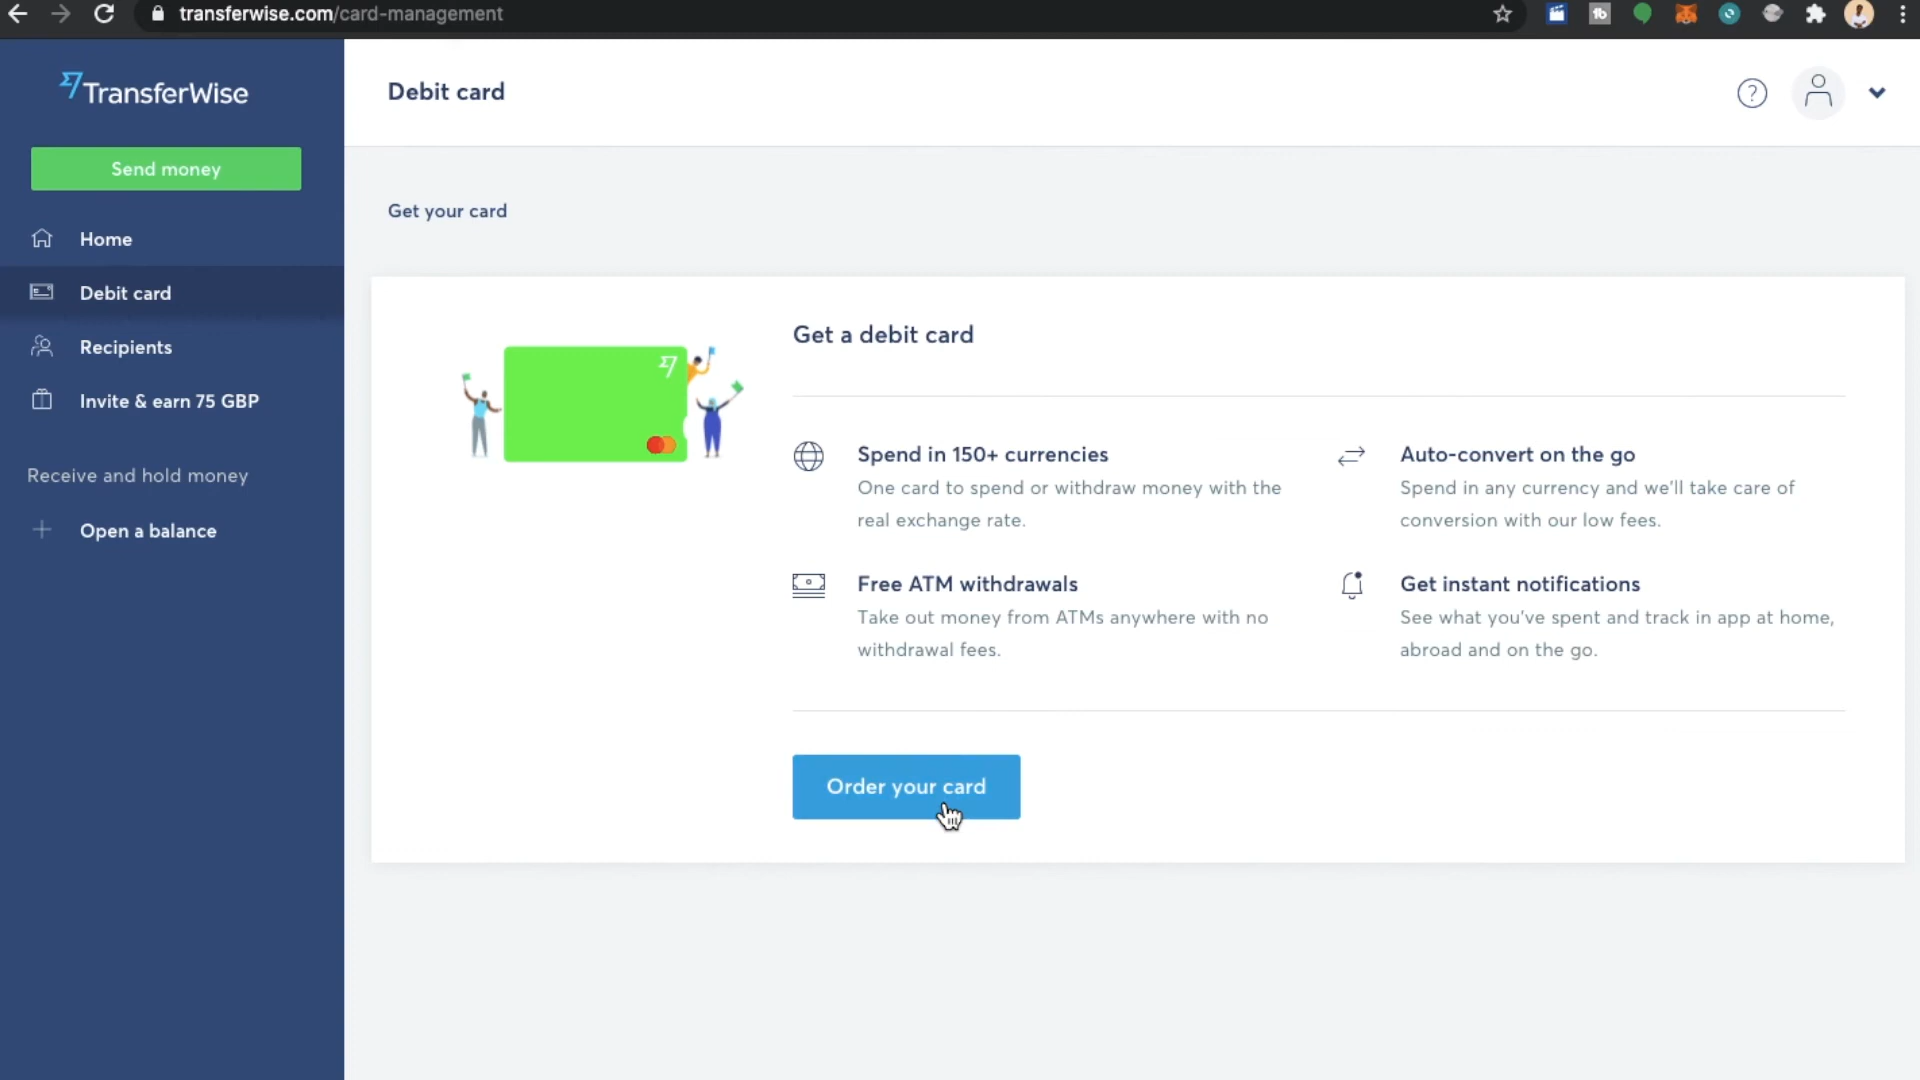 transferwise.com/card-management
TransferWise
Debit card
Send money
Get your card
Home
Debit card
Recipients
Invite & earn 75 GBP
Receive and hold money
Open a balance
Get a debit card
Spend in 150+ currencies
One card to spend or withdraw money with the
real exchange rate.
Auto-convert on the go
Spend in any currency and we'll take care of
conversion with our low fees.
Free ATM withdrawals
Take out money from ATMs anywhere with no
withdrawal fees.
Get instant notifications
See what you've spent and track in app at home,
abroad and on the go.
Order your card